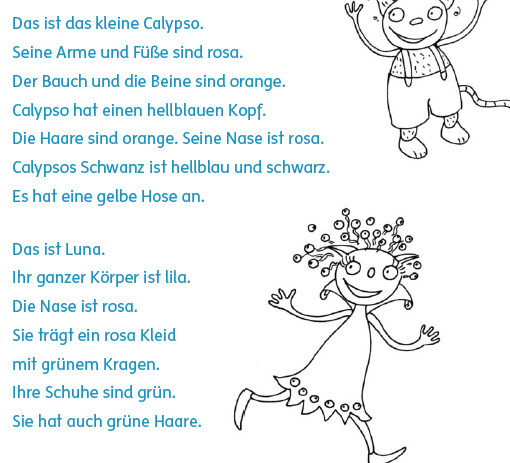 Das ist das kleine Calypso.
Seine Arme und Füße sind rosa.
Der Bauch und die Beine sind orange.
Calypso hat einen hellblauen Kopf.
Die Haare sind orange. Seine Nase ist rosa.
Calypsos Schwanz ist hellblau und schwarz.
Es hat eine gelbe Hose an.
Das ist Luna.
Ihr ganzer Körper ist lila.
Die Nase ist rosa.
Sie trägt ein rosa Kleid
mit grünem Kragen.
Ihre Schuhe sind grün.
Sie hat auch grüne Haare.